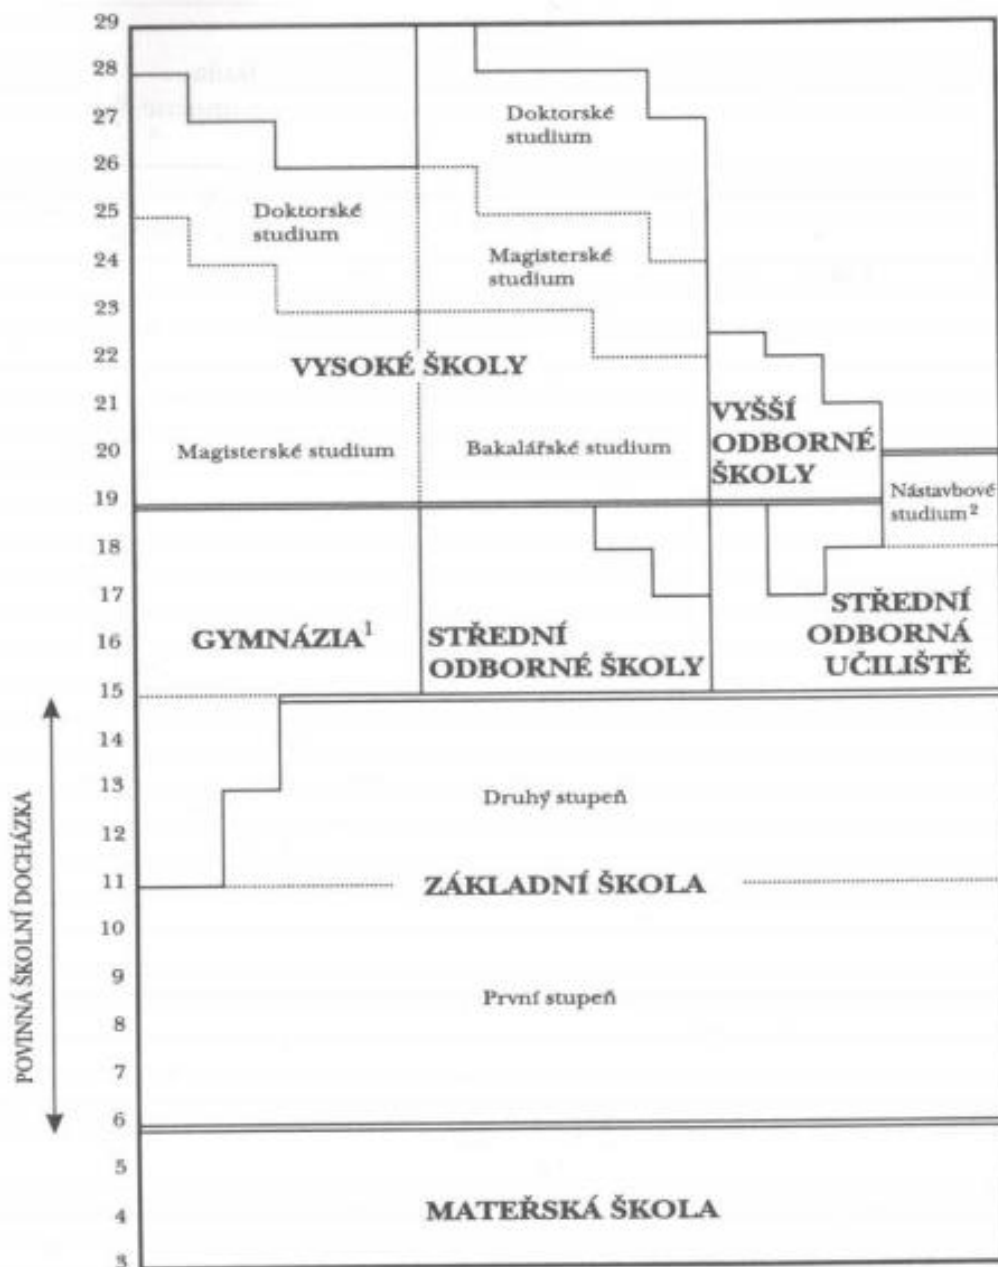 29
28
27
Doktorské
studium
26
25
Doktorské
studium
24
Magisterské
studium
23
22
VYSOKÉ ŠKOLY
21
VYŠŠÍ
ODBORNÉ
ŠKOLY
20
Magisterské studium
Bakalářské studium
19
Nástavbové
studium²
18
17
16
GYMNÁZIA¹
STŘEDNÍ
ODBORNÉ ŠKOLY
STŘEDNÍ
ODBORNÁ
UČILIŠTĚ
15
14
13
Druhý stupeň
12
11
ZÁKLADNÍ ŠKOLA
10
9
První stupeň
8
7
6
POVINNÁ ŠKOLNÍ DOCHÁZKA
5
4
MATEŘSKÁ ŠKOLA
3